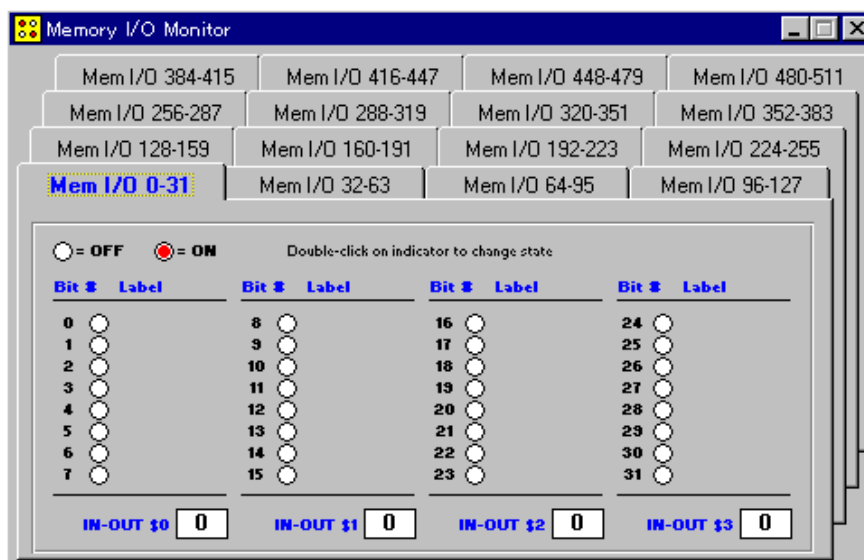 Memory I/O Monitor
Mem I/O 384-415 Mem I/O 416-447 Mem I/O 448-479 Mem I/O 480-511
Mem I/O 256-287 Mem I/O 288-319 Mem I/O 320-351 Mem I/O 352-383
Mem I/O 128-159 Mem I/O 160-191 Mem I/O 192-223 Mem I/O 224-255
Mem I/O 0-31 Mem I/O 32-63 Mem I/O 64-95 Mem I/O 96-127
= OFF = ON Double-click on indicator to change state
Bit # Label Bit # Label Bit # Label Bit # Label
0 8 16 24
1 9 17 25
2 10 18 26
3 11 19 27
4 12 20 28
5 13 21 29
6 14 22 30
7 15 23 31
IN-OUT $0 0 IN-OUT $1 0 IN-OUT $2 0 IN-OUT $3 0